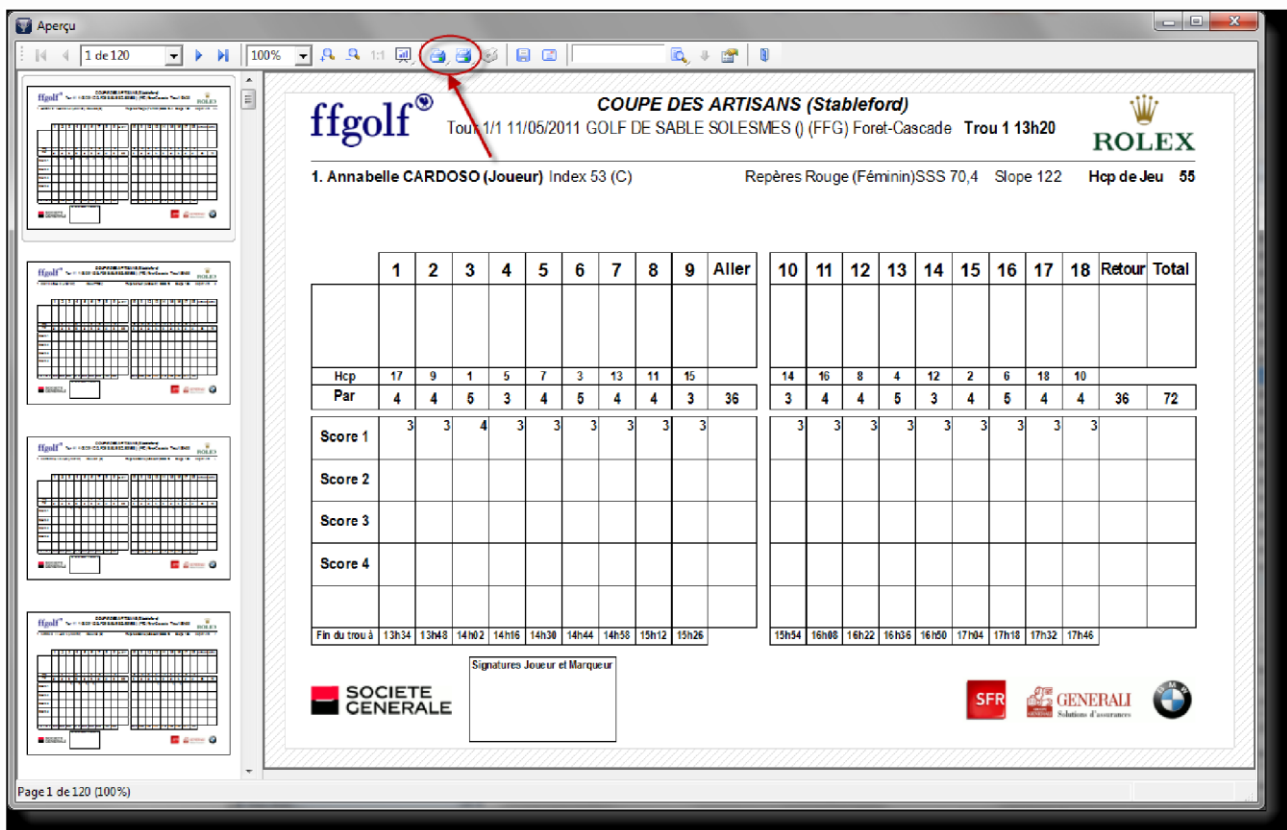 Aperçu
1 de 120 100% 1:1
ffgolf COUPE DES ARTISANS (Stableford)
Tour 1/1 11/05/2011 GOLF DE SABLE SOLESMES () (FFG) Foret-Cascade Trou 1 13h20
ROLEX
1. Annabelle CARDOSO (Joueur) Index 53 (C) Repères Rouge (Féminin)SSS 70,4 Slope 122 Hcp de Jeu 55
1 2 3 4 5 6 7 8 9 Aller 10 11 12 13 14 15 16 17 18 Retour Total
Hcp 17 9 1 5 7 3 13 11 15 14 16 8 4 12 2 6 18 10
Par 4 4 5 3 4 5 4 4 3 36 3 4 4 5 3 4 5 4 4 36 72
Score 1 3 3 4 3 3 3 3 3 3 3 3 3 3 3 3 3 3 3
Score 2
Score 3
Score 4
Fin du trou à 13h34 13h48 14h02 14h16 14h30 14h44 14h58 15h12 15h26 15h54 16h08 16h22 16h36 16h50 17h04 17h18 17h32 17h46
Signatures Joueur et Marqueur
SOCIETE GENERALE
SFR
GENERALI
Solutions d'assurances
BMW
Page 1 de 120 (100%)